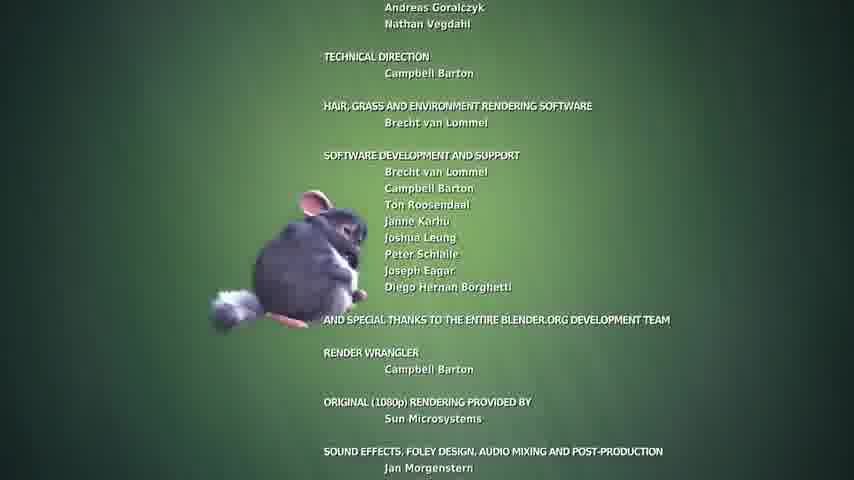 Andreas Goralczyk
Nathan Vegdahl
TECHNICAL DIRECTION
Campbell Barton
HAIR, GRASS AND ENVIRONMENT RENDERING SOFTWARE
Brecht van Lommel
SOFTWARE DEVELOPMENT AND SUPPORT
Brecht van Lommel
Campbell Barton
Ton Roosendaal
Janne Karhu
Joshua Leung
Peter Schlaile
Joseph Eagar
Diego Hernan Borghetti
AND SPECIAL THANKS TO THE ENTIRE BLENDER.ORG DEVELOPMENT TEAM
RENDER WRANGLER
Campbell Barton
ORIGINAL (1080p) RENDERING PROVIDED BY
Sun Microsystems
SOUND EFFECTS, FOLEY DESIGN, AUDIO MIXING AND POST-PRODUCTION
Jan Morgenstern